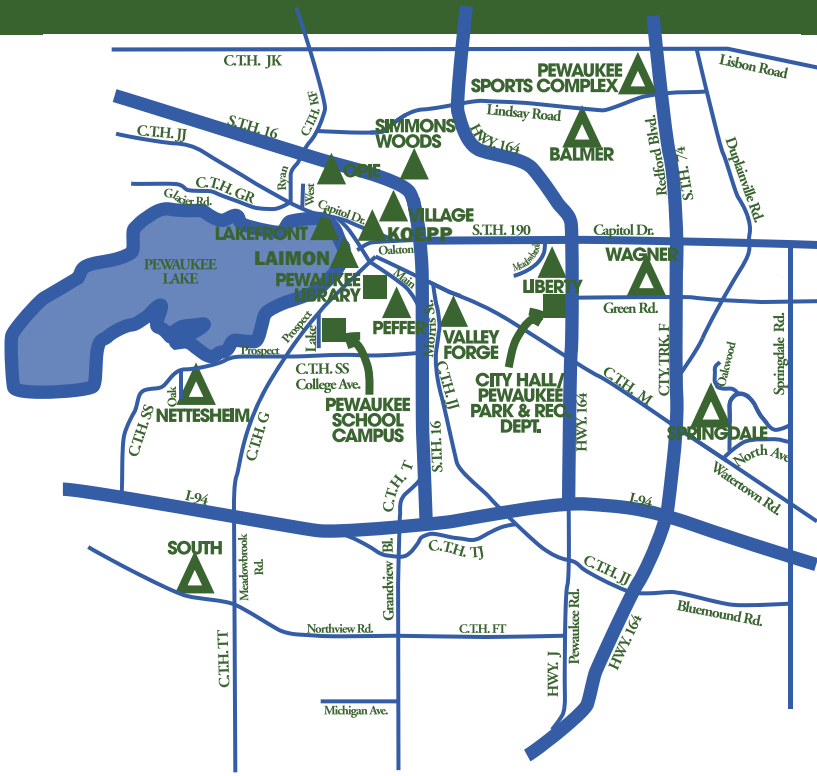 C.T.H. JK
Lisbon Road
PEWAUKEE
SPORTS COMPLEX
C.T.H. KF
S.T.H. 16
Lindsay Road
C.T.H. JJ
SIMMONS
WOODS
HWY. 164
BALMER
Redford Blvd.
S.T.H. 74
Duplainville Rd.
OPIE
Ryan
West
C.T.H. GR
Glacier Rd.
Capitol Dr.
VILLAGE
LAKEFRONT
KOEPP
S.T.H. 190
Capitol Dr.
Oakton
LAIMON
WAGNER
Meadowbrook
PEWAUKEE
LAKE
PEWAUKEE
LIBRARY
Main
LIBERTY
Green Rd.
Prospect
Lake
PEFFER
Morris St.
VALLEY
FORGE
CTY. TRK. F
Springdale Rd.
Prospect
C.T.H. SS
College Ave.
C.T.H. JJ
C.T.H. M
Oakwood
CITY HALL/
PEWAUKEE
PARK & REC.
DEPT.
Oak
NETTESHEIM
PEWAUKEE
SCHOOL
CAMPUS
C.T.H. SS
C.T.H. G
S.T.H. 16
HWY. 164
SPRINGDALE
North Ave
Watertown Rd.
C.T.H. T
I-94
I-94
SOUTH
Meadowbrook
Rd.
Grandview Bl.
C.T.H. TJ
C.T.H. JJ
Bluemound Rd.
Northview Rd.
C.T.H. FT
Pewaukee Rd.
HWY. 164
C.T.H. TT
HWY. J
Michigan Ave.